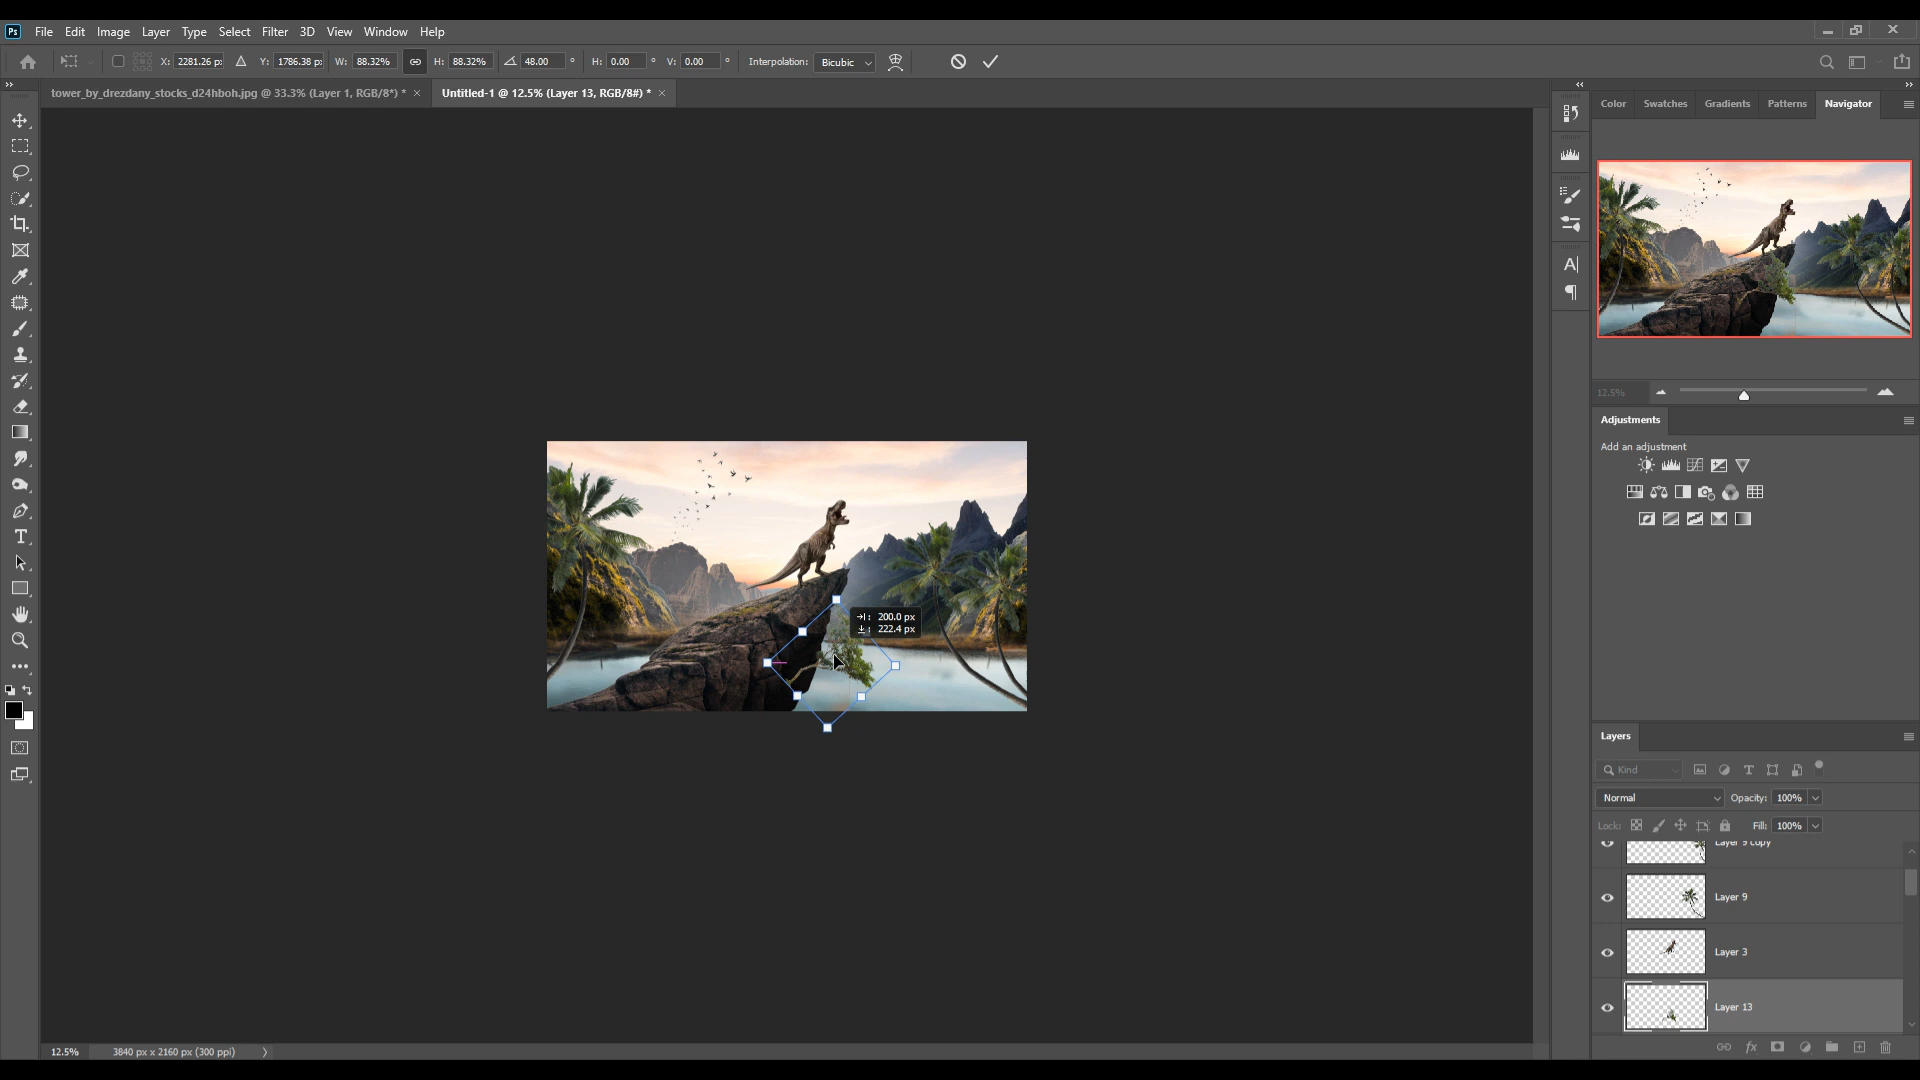 Ps File Edit Image Layer Type Select Filter 3D View Window Help
X: 2281.26 p Y: 1786.38 p W: 88.32% H: 88.32% 48.00 ° H: 0.00 ° V: 0.00 ° Interpolation: Bicubic
tower_by_drezdany_stocks_d24hboh.jpg @ 33.3% (Layer 1, RGB/8*) * × Untitled-1 @ 12.5% (Layer 13, RGB/8#) * ×
Color Swatches Gradients Patterns Navigator
12.5%
Adjustments
Add an adjustment
200.0 px
222.4 px
Layers
Kind
Normal Opacity: 100%
Lock: Fill: 100%
Layer 9 copy
Layer 9
Layer 3
Layer 13
12.5% 3840 px x 2160 px (300 ppi)